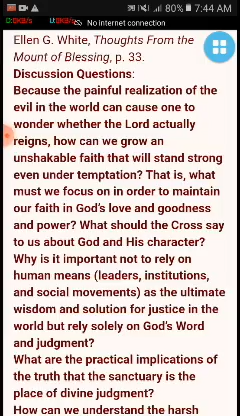 0:0KB/s
U:0KB/s
No internet connection
80%
7:44 AM
Ellen G. White, Thoughts From the
Mount of Blessing, p. 33.
Discussion Questions:
Because the painful realization of the
evil in the world can cause one to
wonder whether the Lord actually
reigns, how can we grow an
unshakable faith that will stand strong
even under temptation? That is, what
must we focus on in order to maintain
our faith in God's love and goodness
and power? What should the Cross say
to us about God and His character?
Why is it important not to rely on
human means (leaders, institutions,
and social movements) as the ultimate
wisdom and solution for justice in the
world but rely solely on God's Word
and judgment?
What are the practical implications of
the truth that the sanctuary is the
place of divine judgment?
How can we understand the harsh